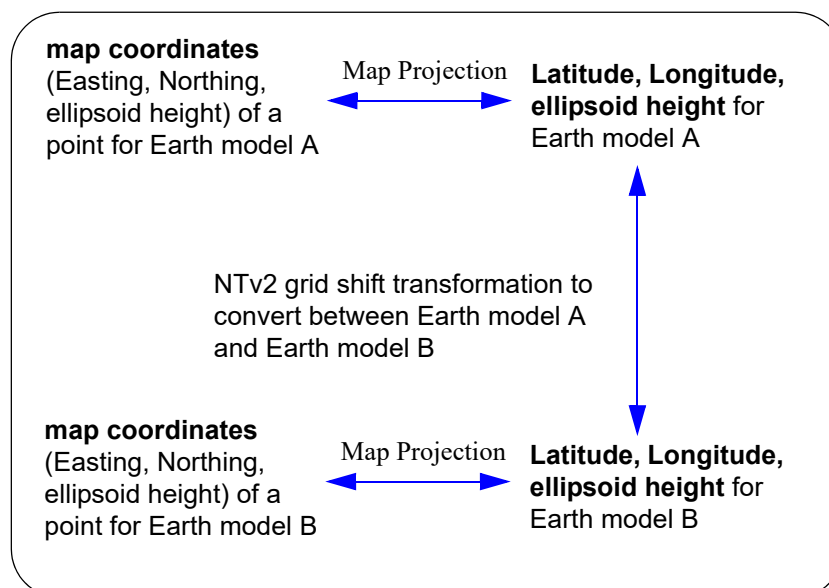 map coordinates
(Easting, Northing,
ellipsoid height) of a
point for Earth model A
Map Projection
Latitude, Longitude,
ellipsoid height for
Earth model A
NTv2 grid shift transformation to
convert between Earth model A
and Earth model B
map coordinates
(Easting, Northing,
ellipsoid height) of a
point for Earth model B
Map Projection
Latitude, Longitude,
ellipsoid height for
Earth model B